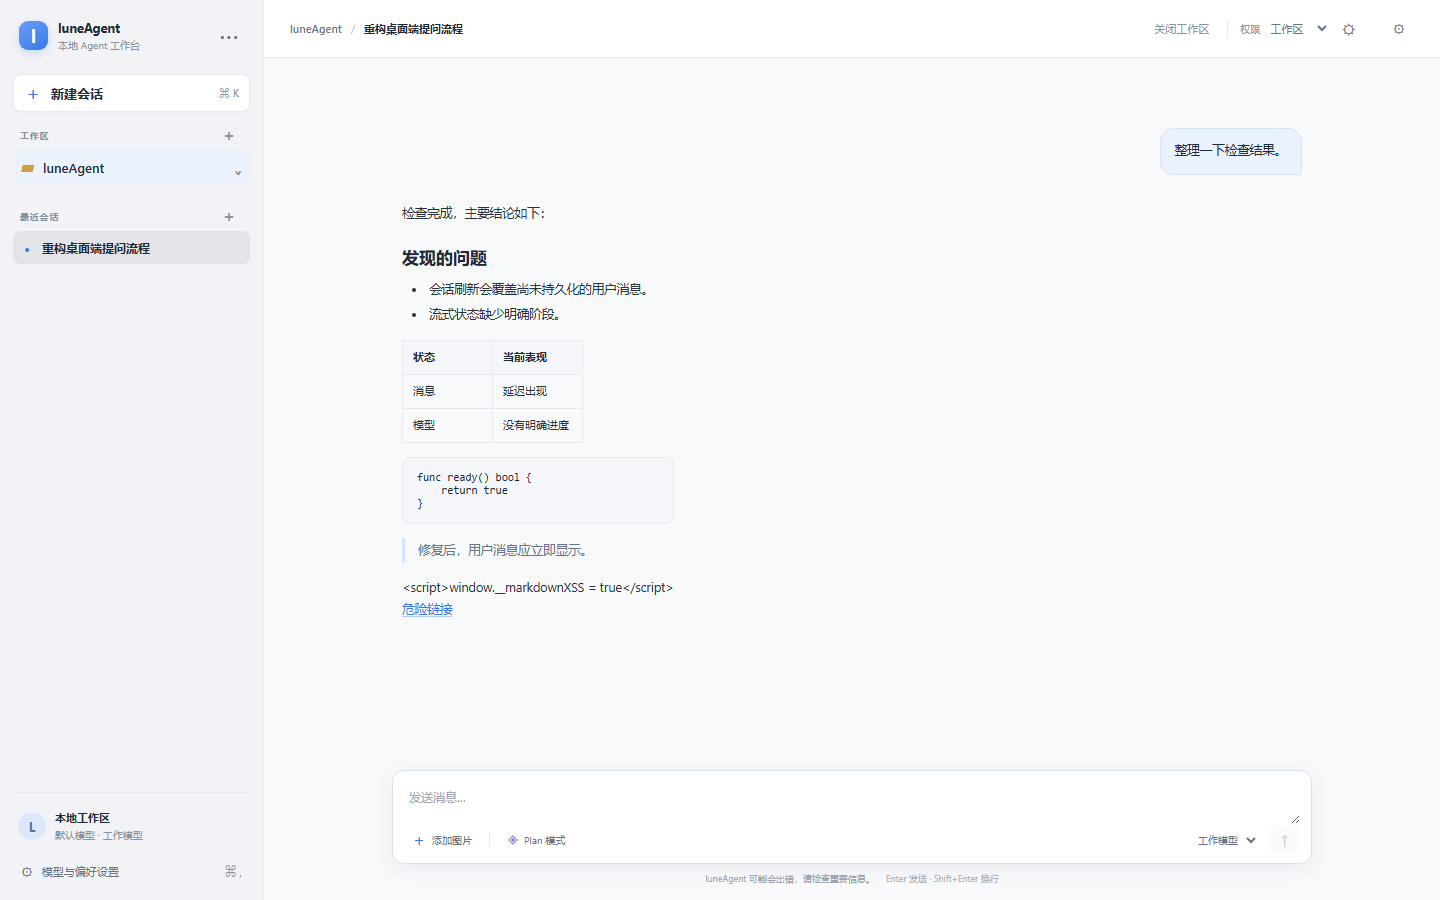 l
luneAgent
本地 Agent 工作台
•••
+ 新建会话 ⌘ K
工作区 +
luneAgent
最近会话 +
• 重构桌面端提问流程
L
本地工作区
默认模型 · 工作模型
模型与偏好设置 ⌘ ,
luneAgent / 重构桌面端提问流程
关闭工作区 权限 工作区
整理一下检查结果。
检查完成，主要结论如下：
发现的问题
• 会话刷新会覆盖尚未持久化的用户消息。
• 流式状态缺少明确阶段。
状态 当前表现
消息 延迟出现
模型 没有明确进度
func ready() bool {
    return true
}
修复后，用户消息应立即显示。
<script>window.__markdownXSS = true</script>
危险链接
发送消息...
+ 添加图片 Plan 模式 工作模型 ↑
luneAgent 可能会出错，请检查重要信息。 Enter 发送 · Shift+Enter 换行